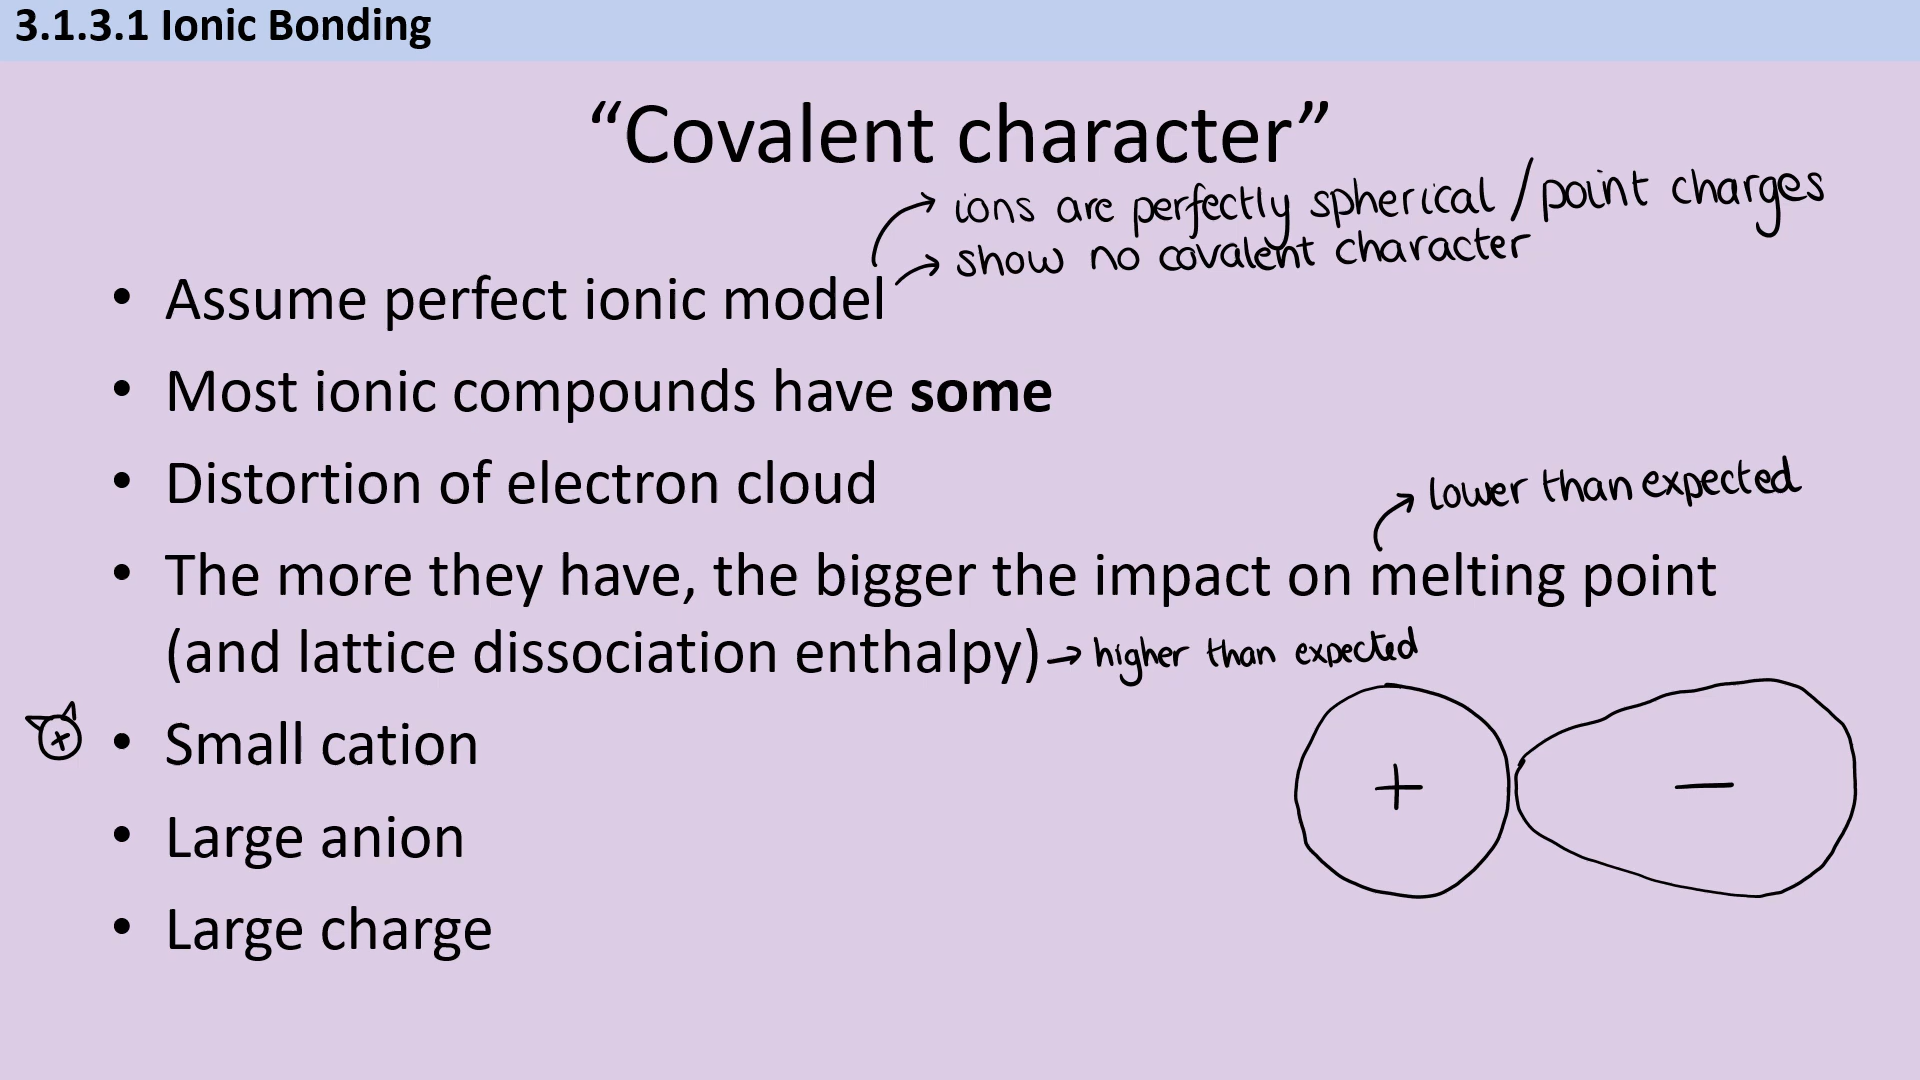 3.1.3.1 Ionic Bonding
“Covalent character”
ions are perfectly spherical / point charges
show no covalent character
• Assume perfect ionic model
• Most ionic compounds have some
• Distortion of electron cloud
lower than expected
• The more they have, the bigger the impact on melting point
(and lattice dissociation enthalpy) → higher than expected
• Small cation
• Large anion
• Large charge
+
−